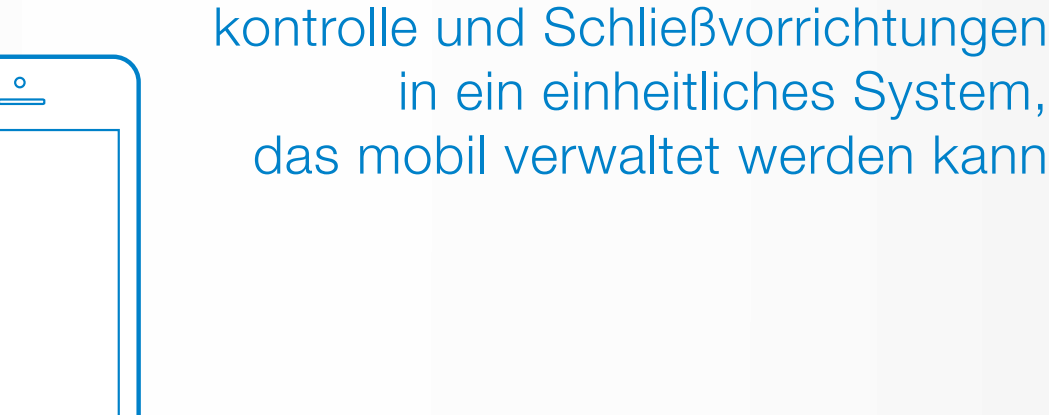 kontrolle und Schließvorrichtungen
in ein einheitliches System,
das mobil verwaltet werden kann